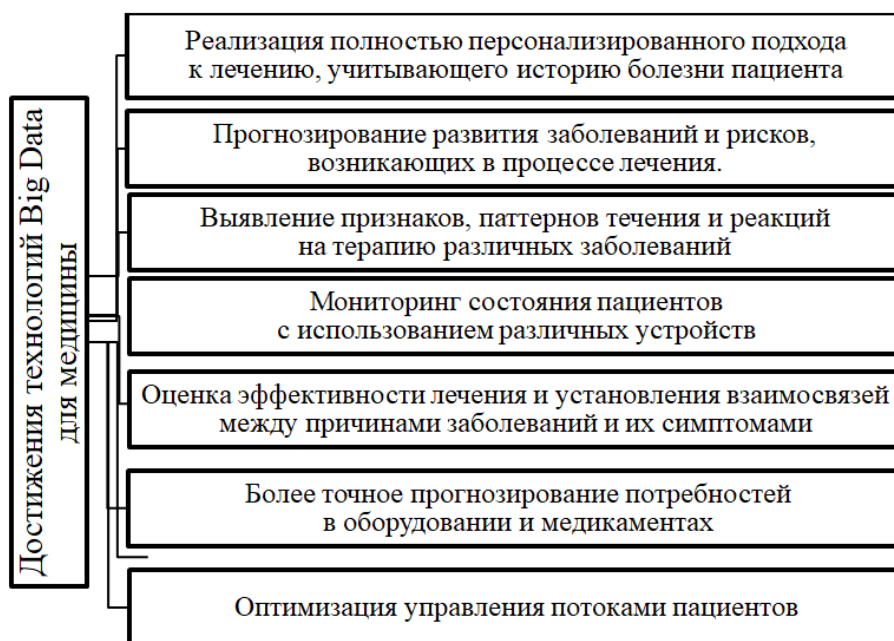 Достижения технологий Big Data
для медицины
Реализация полностью персонализированного подхода
к лечению, учитывающего историю болезни пациента
Прогнозирование развития заболеваний и рисков,
возникающих в процессе лечения.
Выявление признаков, паттернов течения и реакций
на терапию различных заболеваний
Мониторинг состояния пациентов
с использованием различных устройств
Оценка эффективности лечения и установления взаимосвязей
между причинами заболеваний и их симптомами
Более точное прогнозирование потребностей
в оборудовании и медикаментах
Оптимизация управления потоками пациентов